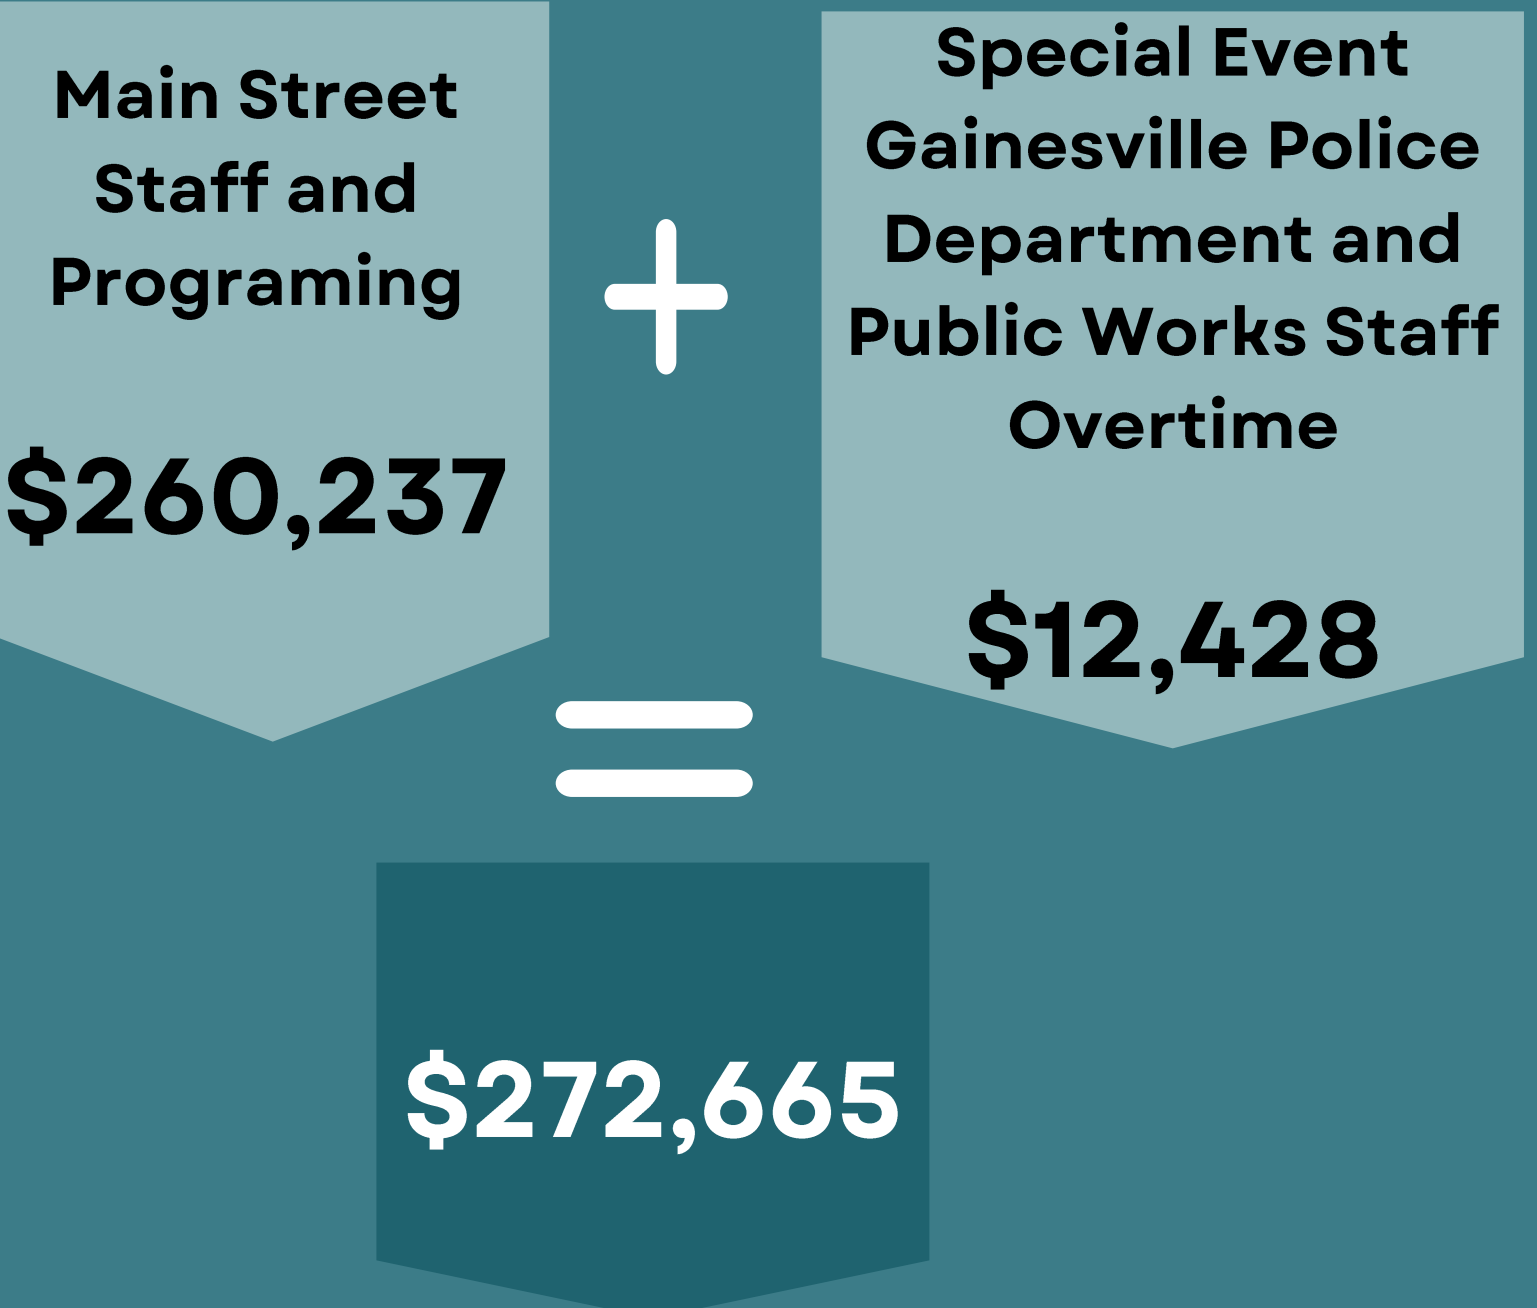 Main Street
Staff and
Programing
$260,237
+
Special Event
Gainesville Police
Department and
Public Works Staff
Overtime
$12,428
=
$272,665